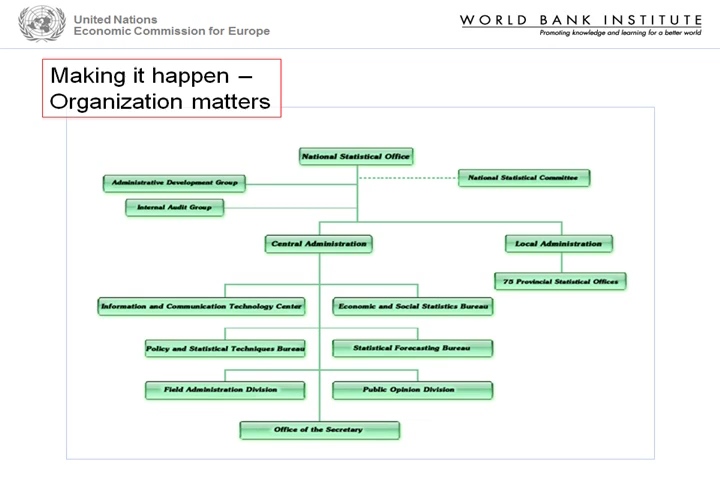 United Nations
Economic Commission for Europe
WORLD BANK INSTITUTE
Promoting knowledge and learning for a better world
Making it happen –
Organization matters
National Statistical Office
Administrative Development Group
National Statistical Committee
Internal Audit Group
Central Administration
Local Administration
75 Provincial Statistical Offices
Information and Communication Technology Center
Economic and Social Statistics Bureau
Policy and Statistical Techniques Bureau
Statistical Forecasting Bureau
Field Administration Division
Public Opinion Division
Office of the Secretary